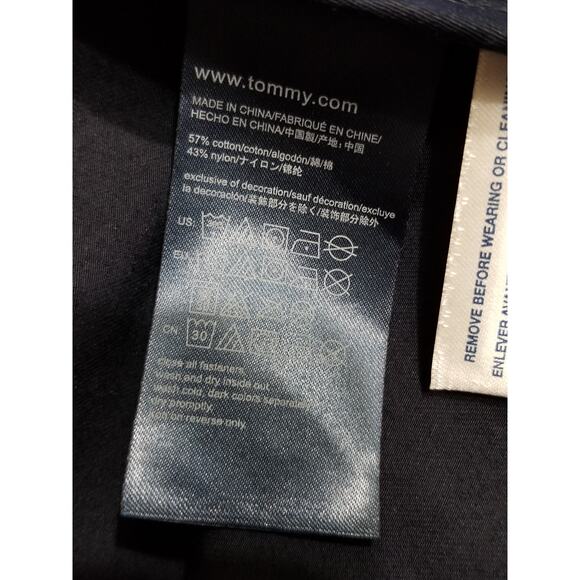 www.tommy.com
MADE IN CHINA/FABRIQUÉ EN CHINE/
HECHO EN CHINA/中国製/产地: 中国
57% cotton/coton/algodón/綿/棉
43% nylon/ナイロン/锦纶
exclusive of decoration/sauf décoration/excluye
la decoración/装飾部分を除く/装饰部分除外
US:
EU
CN:
30
close all fasteners.
wash and dry inside out.
wash cold, dark colors separately.
dry promptly.
iron on reverse only.
REMOVE BEFORE WEARING OR CLEANI
ENLEVER AVA